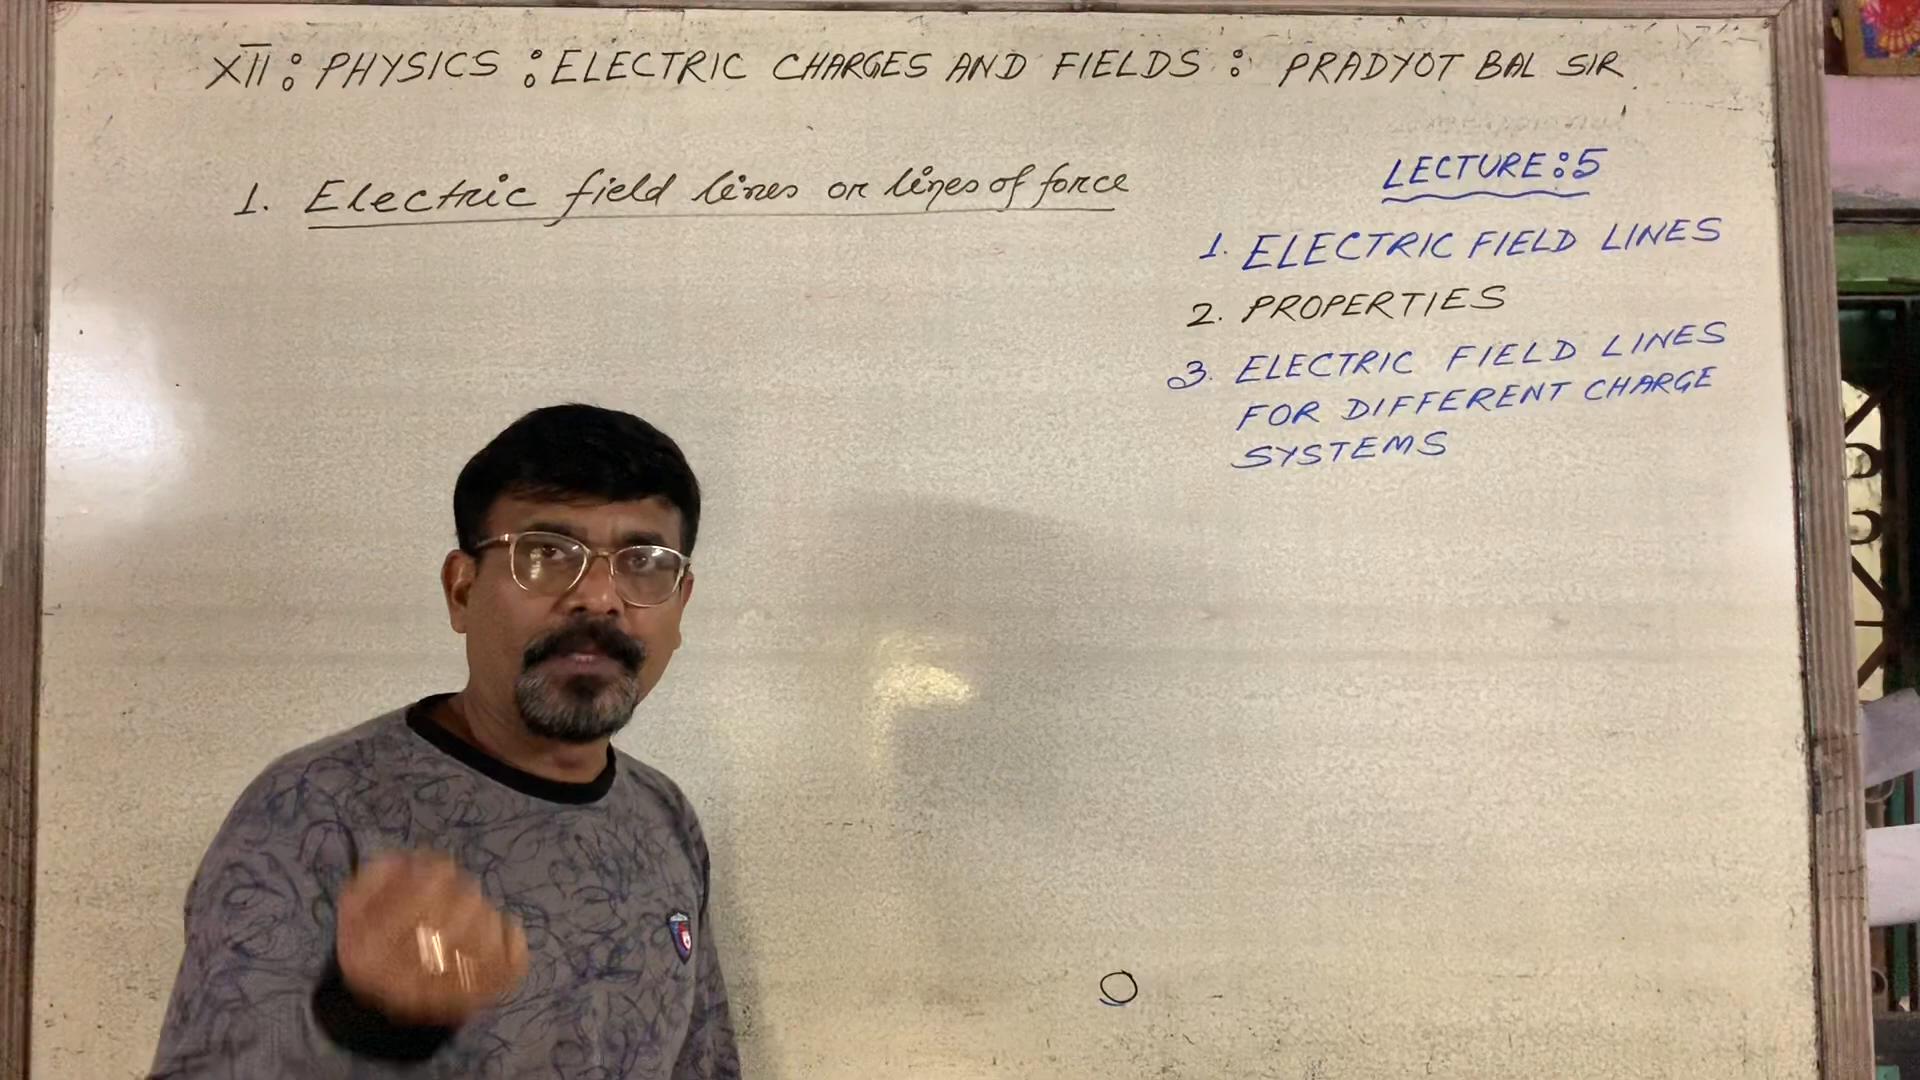 XII : PHYSICS : ELECTRIC CHARGES AND FIELDS : PRADYOT BAL SIR
1. Electric field lines or lines of force
LECTURE:5
1. ELECTRIC FIELD LINES
2. PROPERTIES
3. ELECTRIC FIELD LINES
FOR DIFFERENT CHARGE
SYSTEMS